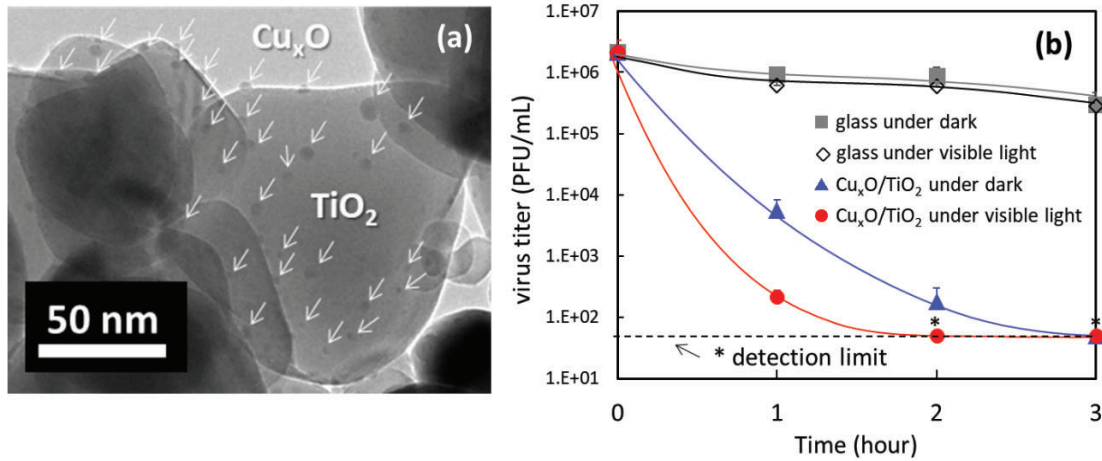 (a)
CuxO
TiO2
50 nm
(b)
virus titer (PFU/mL)
1.E+07
1.E+06
1.E+05
1.E+04
1.E+03
1.E+02
1.E+01
glass under dark
glass under visible light
CuxO/TiO2 under dark
CuxO/TiO2 under visible light
*
*
* detection limit
0
1
2
3
Time (hour)